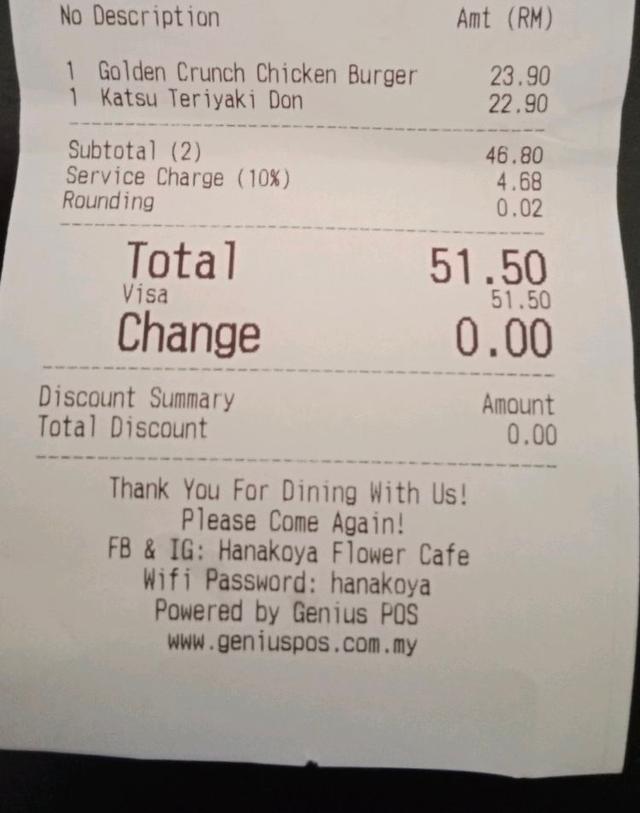 No Description Amt (RM)
1 Golden Crunch Chicken Burger 23.90
1 Katsu Teriyaki Don 22.90
Subtotal (2) 46.80
Service Charge (10%) 4.68
Rounding 0.02
Total 51.50
Visa 51.50
Change 0.00
Discount Summary Amount
Total Discount 0.00
Thank You For Dining With Us!
Please Come Again!
FB & IG: Hanakoya Flower Cafe
Wifi Password: hanakoya
Powered by Genius POS
www.geniuspos.com.my